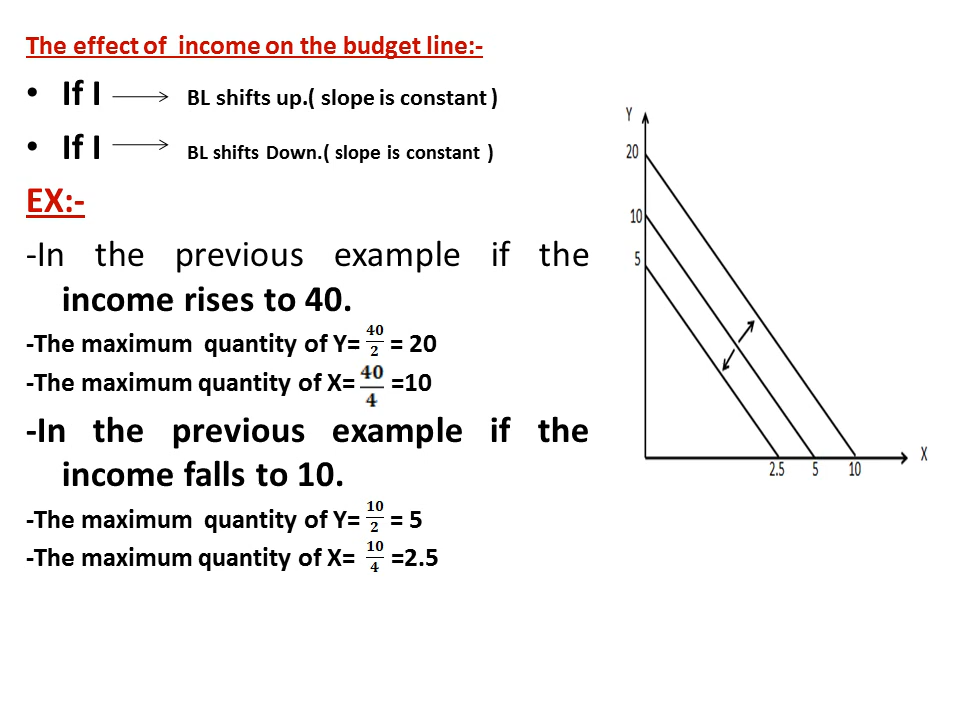 The effect of income on the budget line:-
• If I → BL shifts up.( slope is constant )
• If I → BL shifts Down.( slope is constant )
EX:-
-In the previous example if the
income rises to 40.
-The maximum quantity of Y= 40/2 = 20
-The maximum quantity of X= 40/4 =10
-In the previous example if the
income falls to 10.
-The maximum quantity of Y= 10/2 = 5
-The maximum quantity of X= 10/4 =2.5
Y
20
10
5
X
2.5 5 10